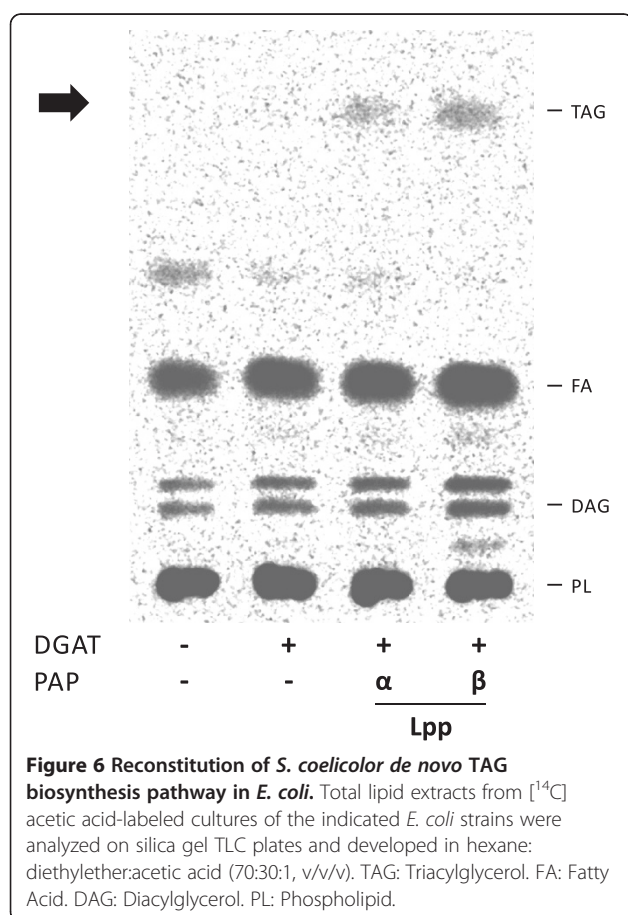 TAG
FA
DAG
PL
DGAT - + + +
PAP - - α β
Lpp
Figure 6 Reconstitution of S. coelicolor de novo TAG
biosynthesis pathway in E. coli. Total lipid extracts from [¹⁴C]
acetic acid-labeled cultures of the indicated E. coli strains were
analyzed on silica gel TLC plates and developed in hexane:
diethylether:acetic acid (70:30:1, v/v/v). TAG: Triacylglycerol. FA: Fatty
Acid. DAG: Diacylglycerol. PL: Phospholipid.